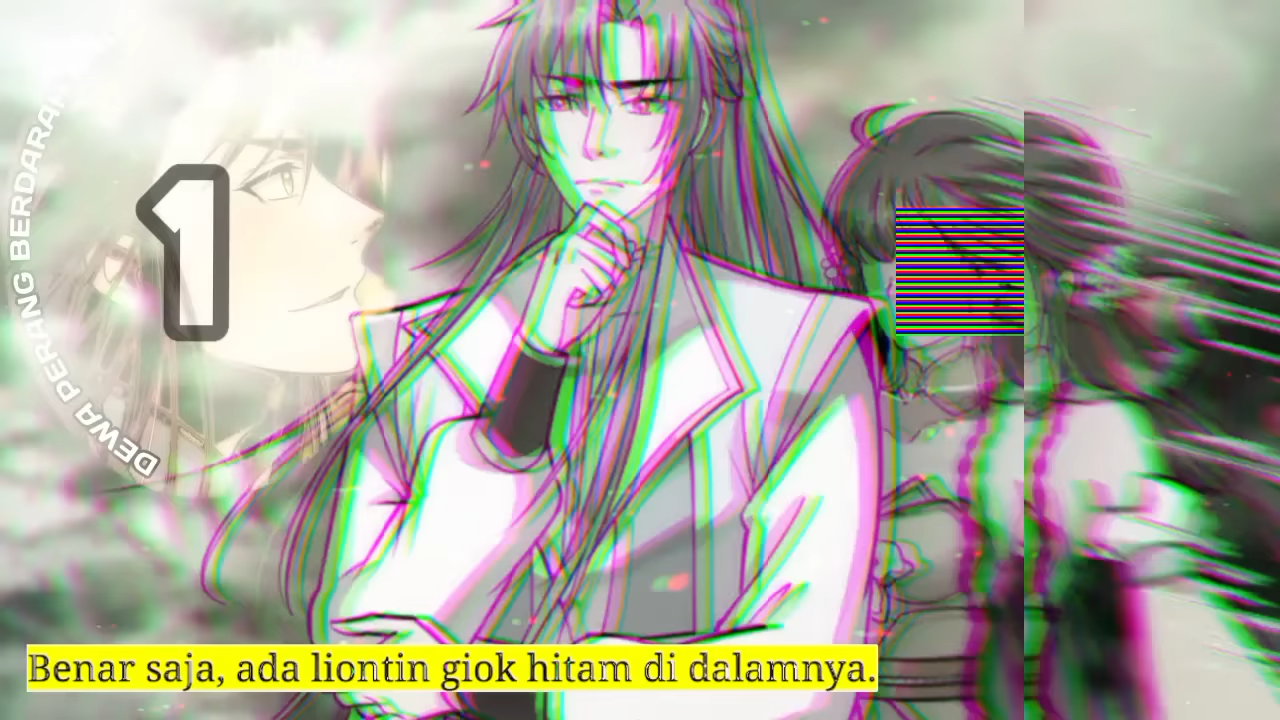 DEWA PERANG BERDARAH
1
Benar saja, ada liontin giok hitam di dalamnya.